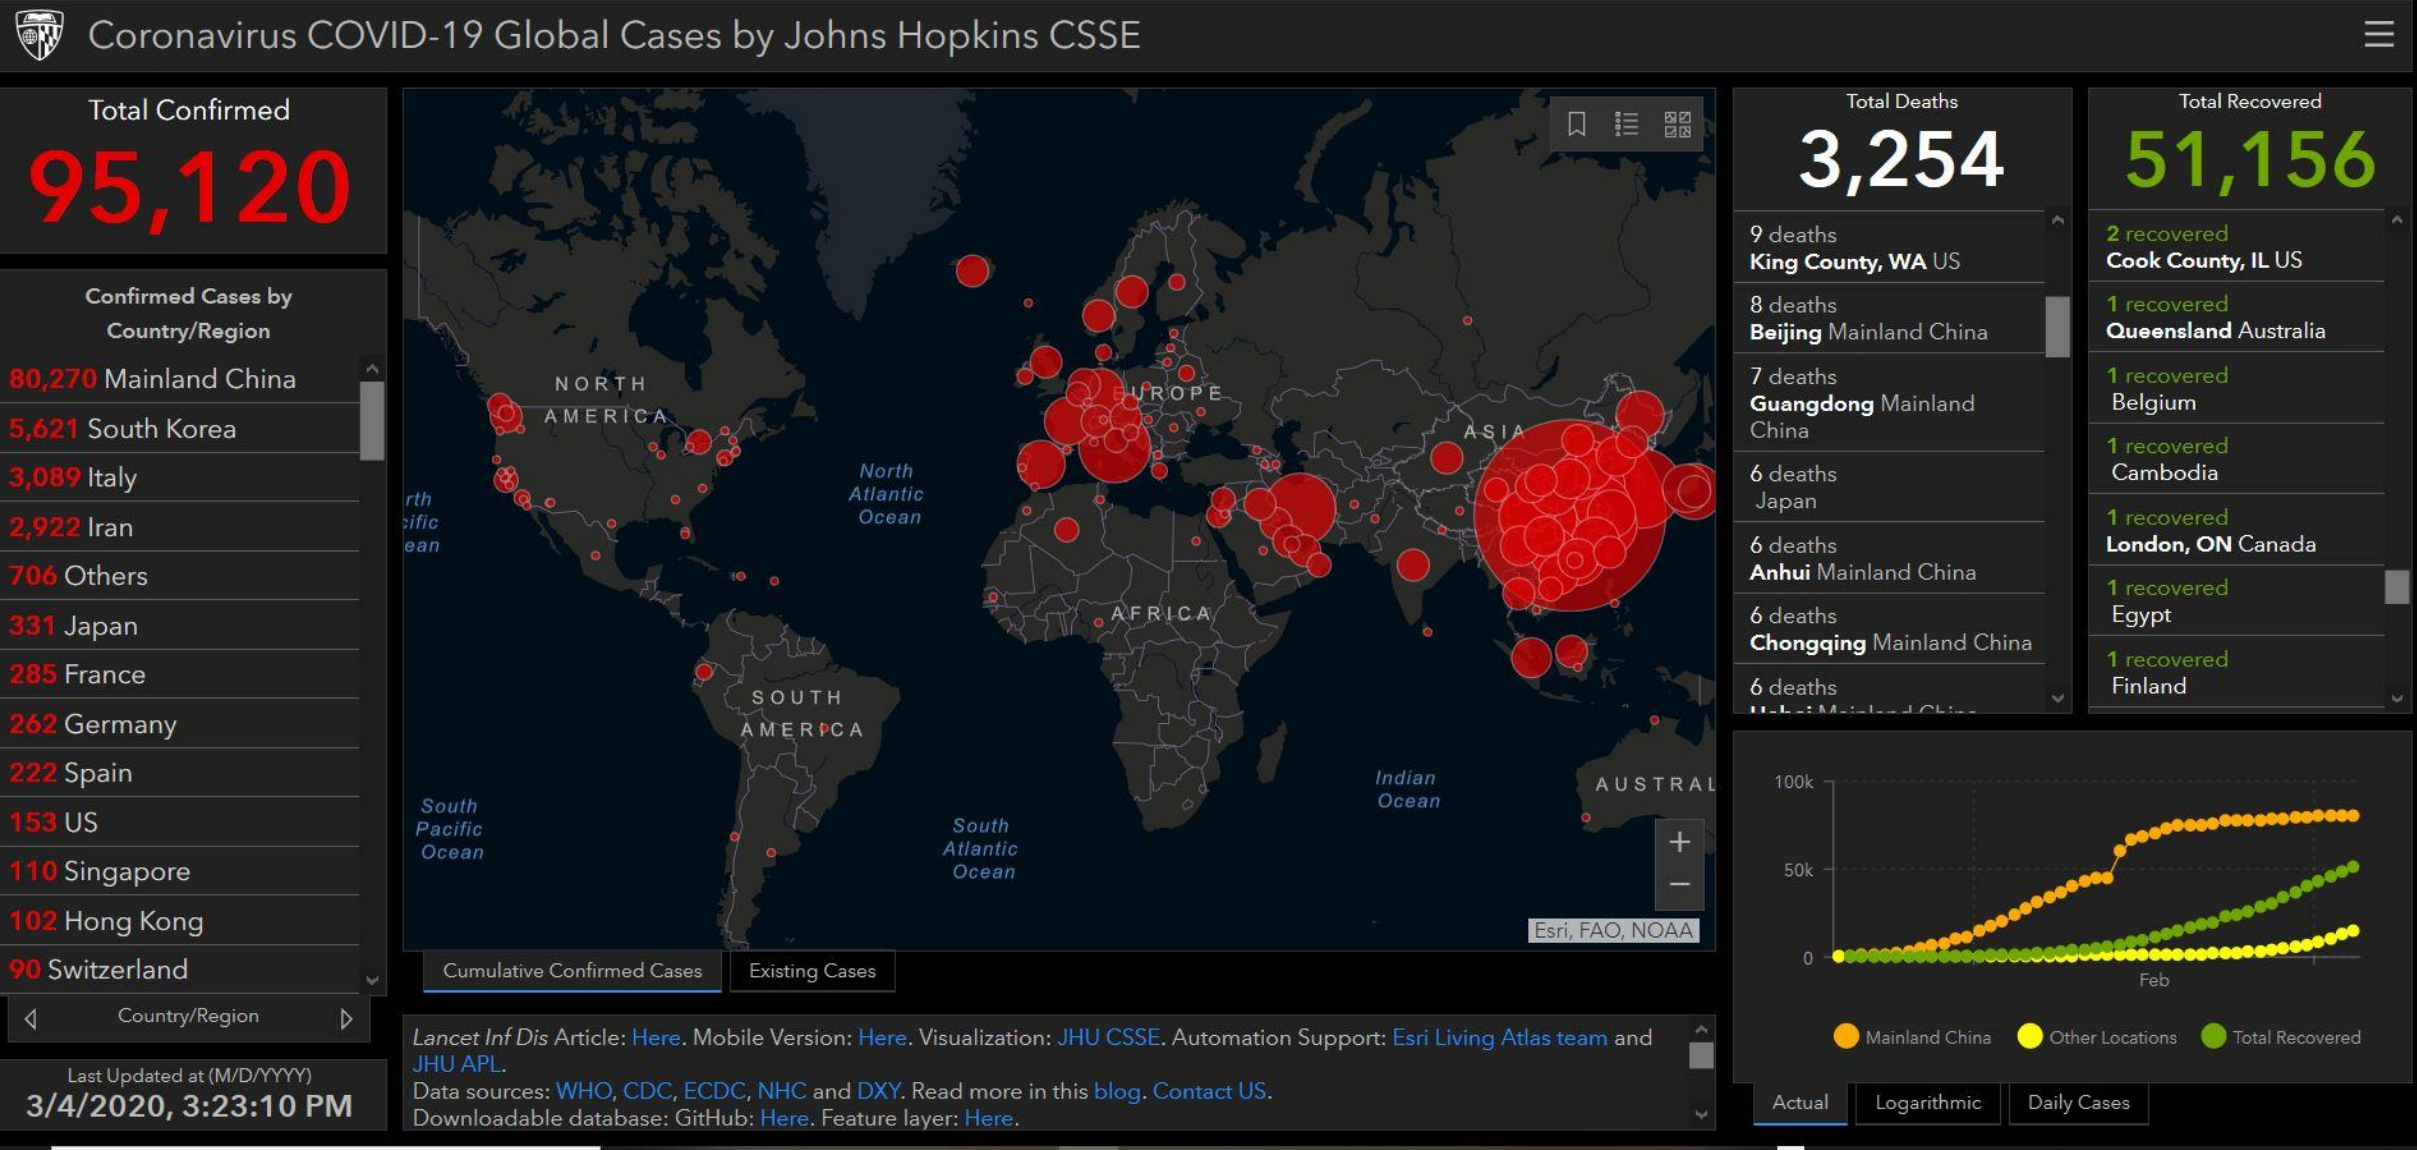 Coronavirus COVID-19 Global Cases by Johns Hopkins CSSE
Total Confirmed
95,120
Confirmed Cases by
Country/Region
80,270 Mainland China
5,621 South Korea
3,089 Italy
2,922 Iran
706 Others
331 Japan
285 France
262 Germany
222 Spain
153 US
110 Singapore
102 Hong Kong
90 Switzerland
Country/Region
Last Updated at (M/D/YYYY)
3/4/2020, 3:23:10 PM
NORTH
AMERICA
EUROPE
ASIA
North
Atlantic
Ocean
rth
cific
ean
AFRICA
SOUTH
AMERICA
Indian
Ocean
AUSTRAL
South
Pacific
Ocean
South
Atlantic
Ocean
+
−
Esri, FAO, NOAA
Cumulative Confirmed Cases
Existing Cases
Lancet Inf Dis Article: Here. Mobile Version: Here. Visualization: JHU CSSE. Automation Support: Esri Living Atlas team and
JHU APL.
Data sources: WHO, CDC, ECDC, NHC and DXY. Read more in this blog. Contact US.
Downloadable database: GitHub: Here. Feature layer: Here.
Total Deaths
3,254
9 deaths
King County, WA US
8 deaths
Beijing Mainland China
7 deaths
Guangdong Mainland
China
6 deaths
Japan
6 deaths
Anhui Mainland China
6 deaths
Chongqing Mainland China
6 deaths
Total Recovered
51,156
2 recovered
Cook County, IL US
1 recovered
Queensland Australia
1 recovered
Belgium
1 recovered
Cambodia
1 recovered
London, ON Canada
1 recovered
Egypt
1 recovered
Finland
100k
50k
0
Feb
Mainland China
Other Locations
Total Recovered
Actual
Logarithmic
Daily Cases